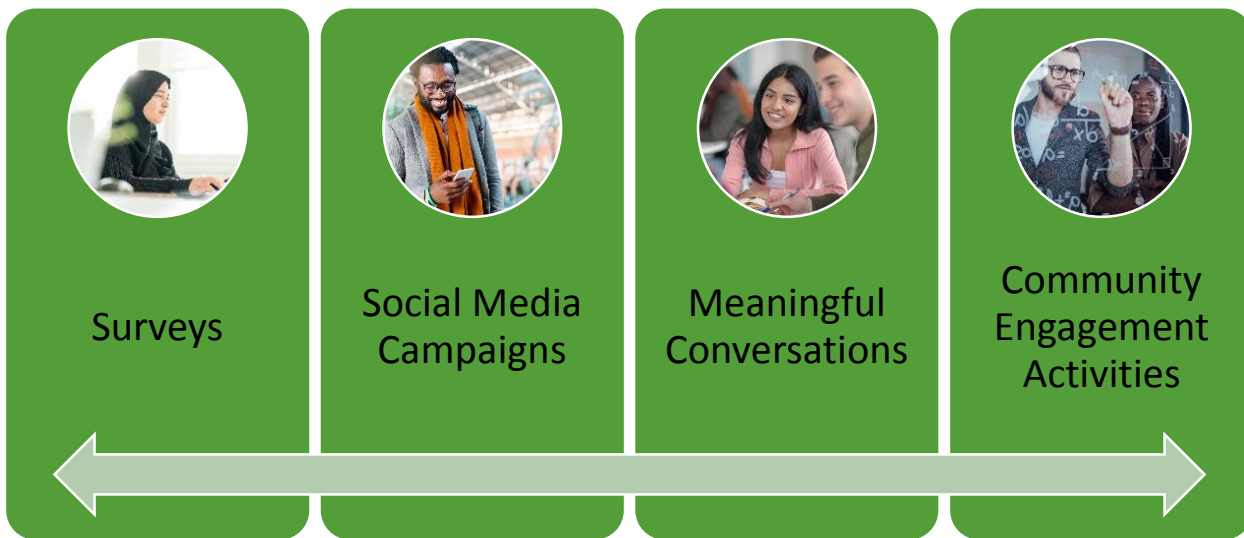 Surveys
Social Media
Campaigns
Meaningful
Conversations
Community
Engagement
Activities